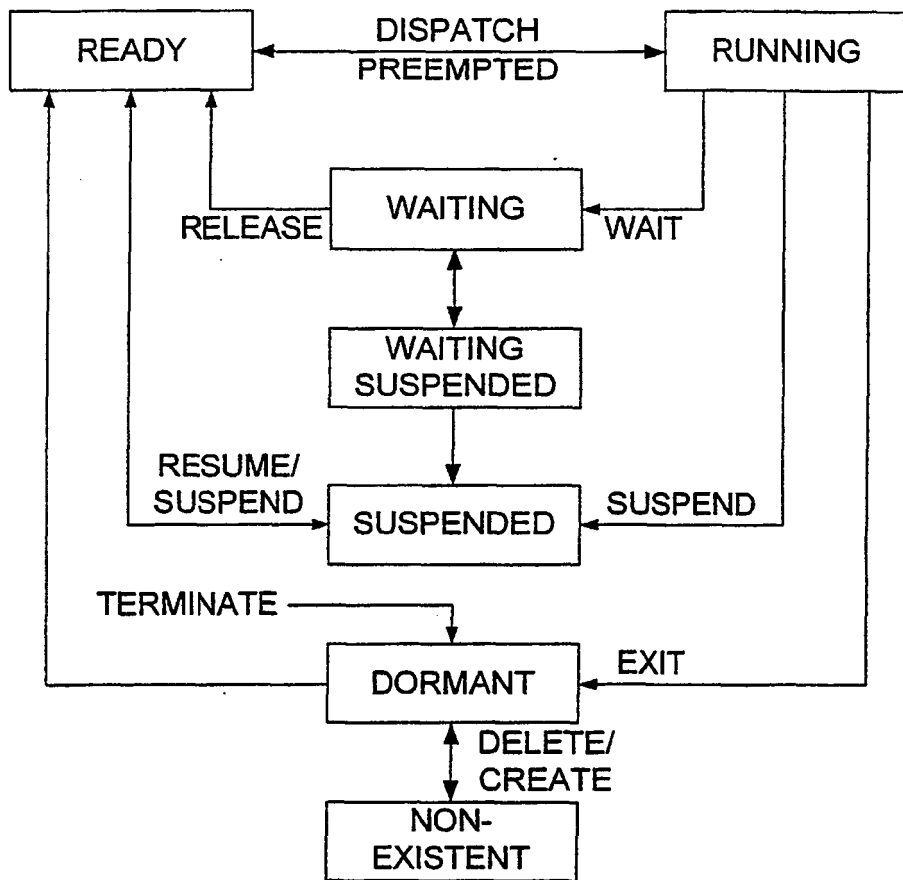 READY
DISPATCH
PREEMPTED
RUNNING
RELEASE
WAITING
WAIT
WAITING
SUSPENDED
RESUME/
SUSPEND
SUSPENDED
SUSPEND
TERMINATE
DORMANT
EXIT
DELETE/
CREATE
NON-
EXISTENT